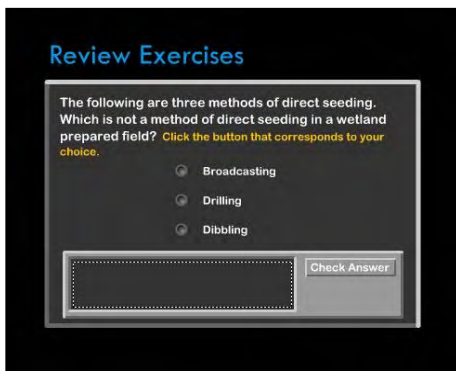 Review Exercises
The following are three methods of direct seeding.
Which is not a method of direct seeding in a wetland
prepared field? Click the button that corresponds to your
choice.
Broadcasting
Drilling
Dibbling
Check Answer